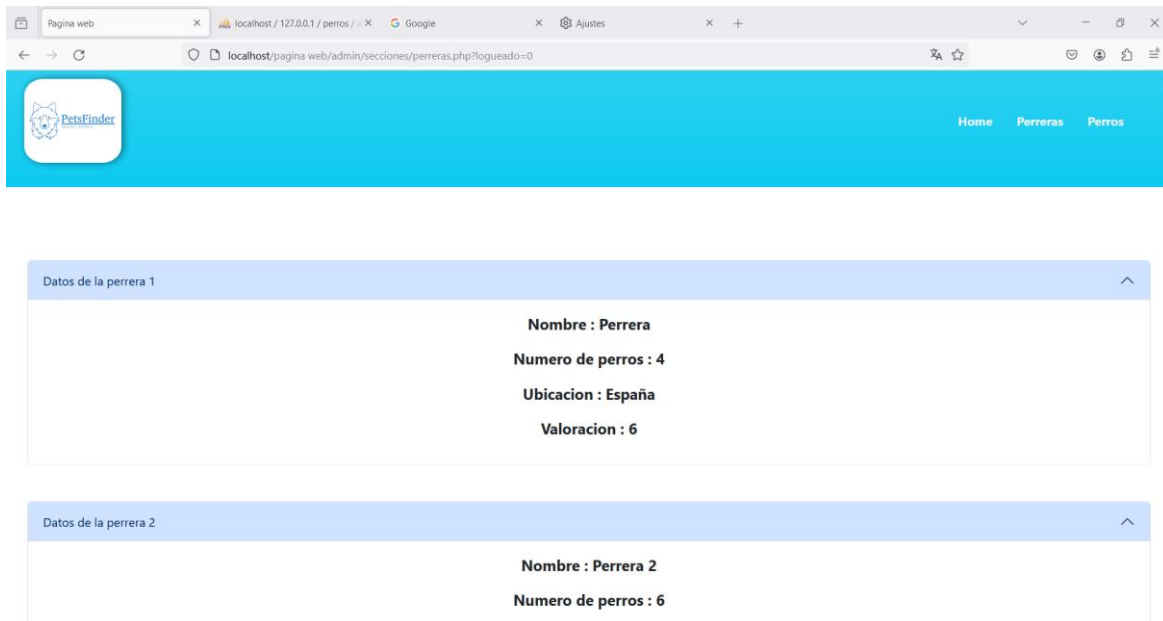 Pagina web
localhost / 127.0.0.1 / perros /
Google
Ajustes
localhost/pagina web/admin/secciones/perreras.php?logueado=0
PetsFinder
Home
Perreras
Perros
Datos de la perrera 1
Nombre : Perrera
Numero de perros : 4
Ubicacion : España
Valoracion : 6
Datos de la perrera 2
Nombre : Perrera 2
Numero de perros : 6